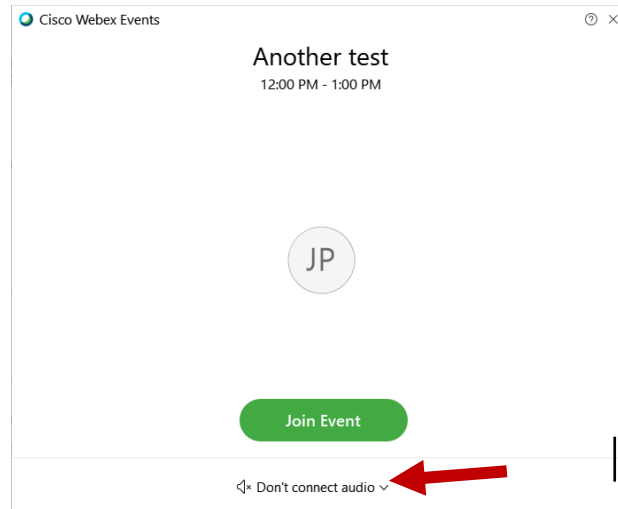 Cisco Webex Events
Another test
12:00 PM - 1:00 PM
JP
Join Event
Don't connect audio